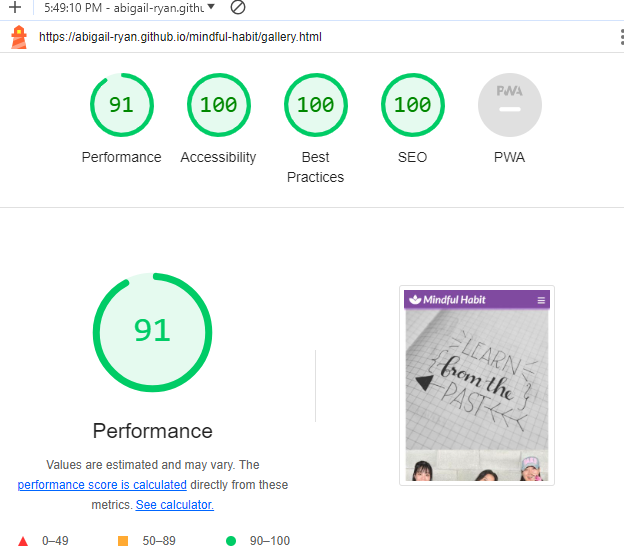 5:49:10 PM - abigail-ryan.githu
https://abigail-ryan.github.io/mindful-habit/gallery.html
91
100
100
100
PWA
Performance
Accessibility
Best
Practices
SEO
PWA
91
Performance
Values are estimated and may vary. The
performance score is calculated directly from these
metrics. See calculator.
0–49
50–89
90–100
Mindful Habit
LEARN
from the
PAST